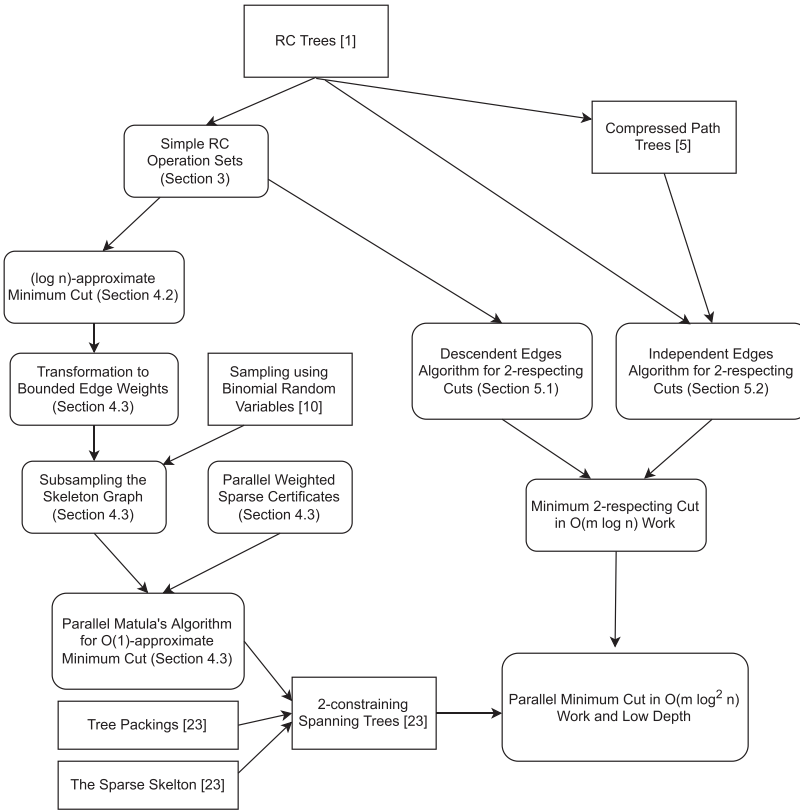 RC Trees [1]
Compressed Path
Trees [5]
Simple RC
Operation Sets
(Section 3)
(log n)-approximate
Minimum Cut (Section 4.2)
Transformation to
Bounded Edge Weights
(Section 4.3)
Sampling using
Binomial Random
Variables [10]
Descendent Edges
Algorithm for 2-respecting
Cuts (Section 5.1)
Independent Edges
Algorithm for 2-respecting
Cuts (Section 5.2)
Subsampling the
Skeleton Graph
(Section 4.3)
Parallel Weighted
Sparse Certificates
(Section 4.3)
Minimum 2-respecting Cut
in O(m log n) Work
Parallel Matula's Algorithm
for O(1)-approximate
Minimum Cut (Section 4.3)
2-constraining
Spanning Trees [23]
Parallel Minimum Cut in O(m log² n)
Work and Low Depth
Tree Packings [23]
The Sparse Skelton [23]